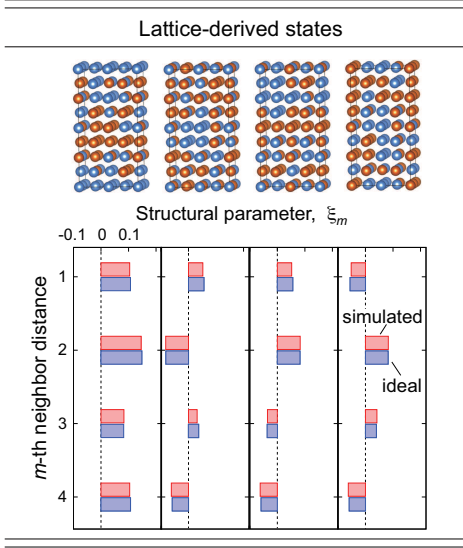 Lattice-derived states
Structural parameter, ξm
-0.1 0 0.1
m-th neighbor distance
1
2
3
4
simulated
ideal